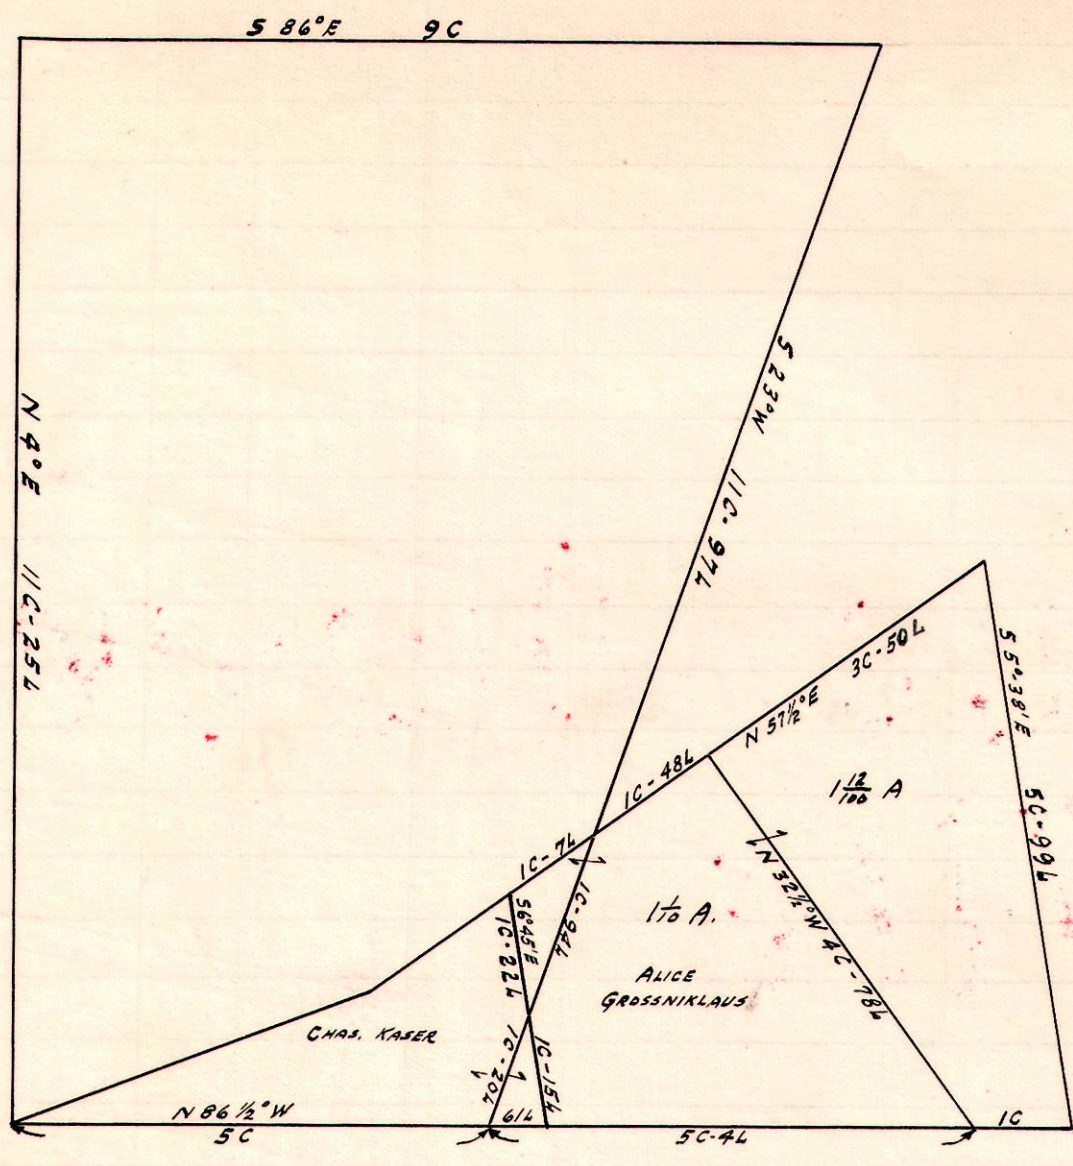 S 86°E 9C
N 4°E 11C-25L
S 23°W 11C-97L
3C-50L
N 57½°E
S 5°-38'E 5C-99L
1C-48L
1 12/100 A
1C-7L
N 32½°W 4C-78L
1C-94L
S6°45'E
1C-22L
1 1/10 A.
ALICE
GROSSNIKLAUS
CHAS. KASER
1C-20L
1C-15L
N 86½°W
5C
61L
5C-4L
1C